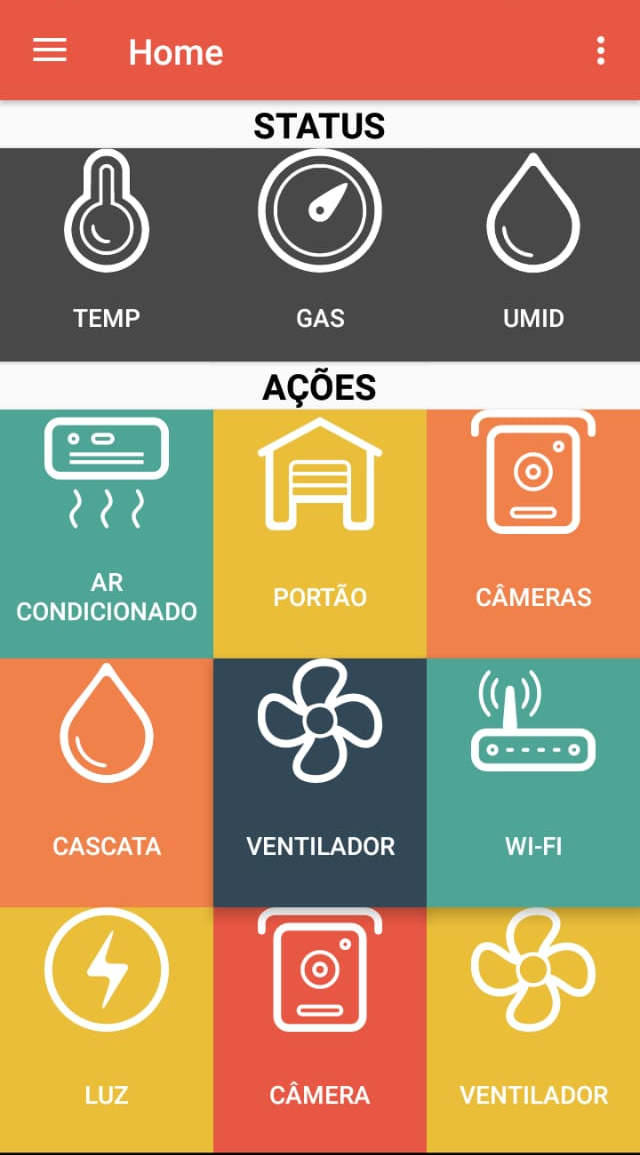 Home
STATUS
TEMP
GAS
UMID
AÇÕES
AR
CONDICIONADO
PORTÃO
CÂMERAS
CASCATA
VENTILADOR
WI-FI
LUZ
CÂMERA
VENTILADOR